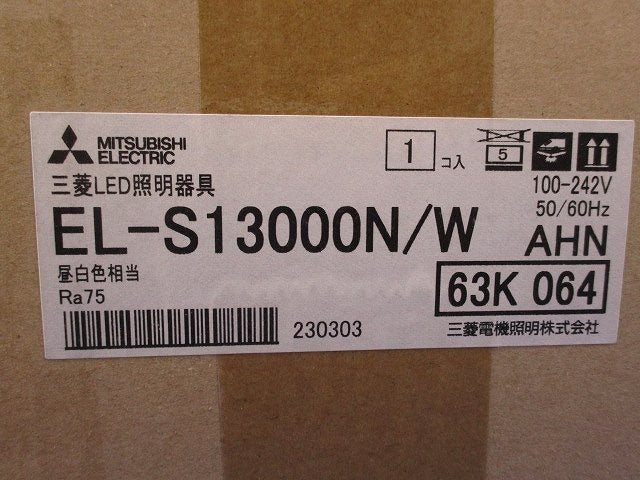 MITSUBISHI
ELECTRIC
1 コ入
5
三菱LED照明器具
100-242V
50/60Hz
EL-S13000N/W AHN
昼白色相当
Ra75
63K 064
230303
三菱電機照明株式会社